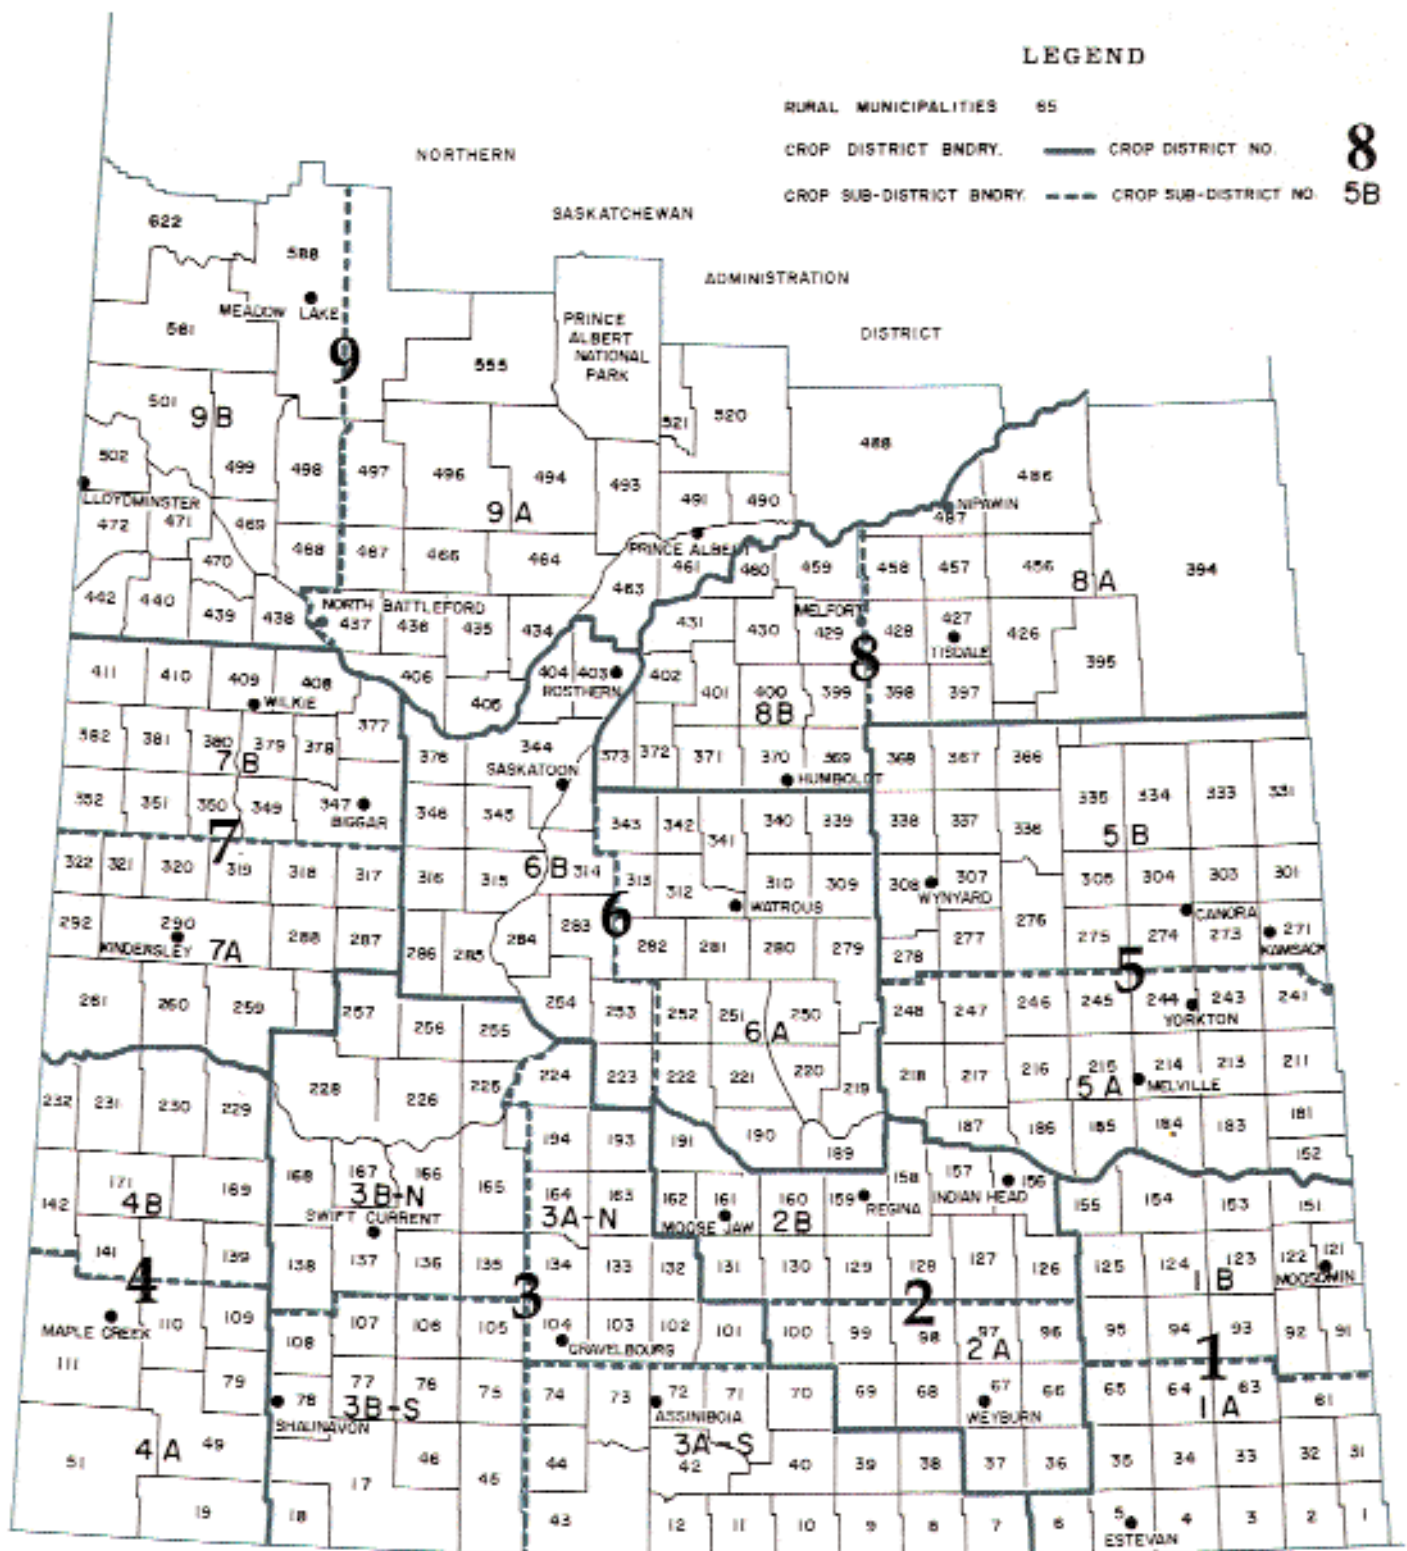 LEGEND
RURAL MUNICIPALITIES 65
CROP DISTRICT BNDRY. CROP DISTRICT NO. 8
CROP SUB-DISTRICT BNDRY. CROP SUB-DISTRICT NO. 5B
NORTHERN
SASKATCHEWAN
ADMINISTRATION
DISTRICT
622
588
MEADOW LAKE
581
9
555
PRINCE
ALBERT
NATIONAL
PARK
521 520
501 9B
488
486
502 499 498 497 496 494 493 491 490
LLOYDMINSTER
NIPAWIN
487
472 471 469 9A
PRINCE ALBERT
470 468 467 466 464 463 461 460 459 458 457 456 8A 394
442 440 439 438
NORTH BATTLEFORD
437 436 435 434 431 430 429 428 427 426 395
MELFORT
TISDALE
8
411 410 409 408 406 405 404 403 402 401 400 399 398 397
WILKIE
ROSTHERN
8B
382 381 380 379 378 377 376 344 373 372 371 370 369 368 367 366
7B
SASKATOON
HUMBOLDT
352 351 350 349 347 346 345 343 342 341 340 339 338 337 336 335 334 333 331
BIGGAR
7
5B
322 321 320 319 318 317 316 315 6B 314 313 312 310 309 308 307 305 304 303 301
6
WATROUS
WYNYARD
292 290 288 287 286 285 284 283 282 281 280 279 278 277 276 275 274 273 271
KINDERSLEY 7A
CANORA
KAMSACK
5
261 260 259 257 256 255 254 253 252 251 250 248 247 246 245 244 243 241
6A
YORKTON
232 231 230 229 228 226 225 224 223 222 221 220 219 218 217 216 215 214 213 211
5A
MELVILLE
194 193 191 190 189 187 186 185 184 183 181
171 169 168 167 166 165 164 163 162 161 160 159 158 157 156 155 154 153 152 151
142 4B
3B-N
SWIFT CURRENT
3A-N
MOOSE JAW
2B
REGINA
INDIAN HEAD
141 139 138 137 136 135 134 133 132 131 130 129 128 127 126 125 124 123 122 121
1B
MOOSOMIN
4
3
2
MAPLE CREEK
111 110 109 108 107 106 105 104 103 102 101 100 99 98 97 96 95 94 93 92 91
GRAVELBOURG
2A
1
79 78 77 76 75 74 73 72 71 70 69 68 67 66 65 64 63 61
SHAUNAVON
3B-S
ASSINIBOIA
WEYBURN
1A
3A-S
51 4A 49 46 45 44 42 40 39 38 37 36 35 34 33 32 31
19 18 17 43 12 11 10 9 8 7 6 5 4 3 2 1
ESTEVAN